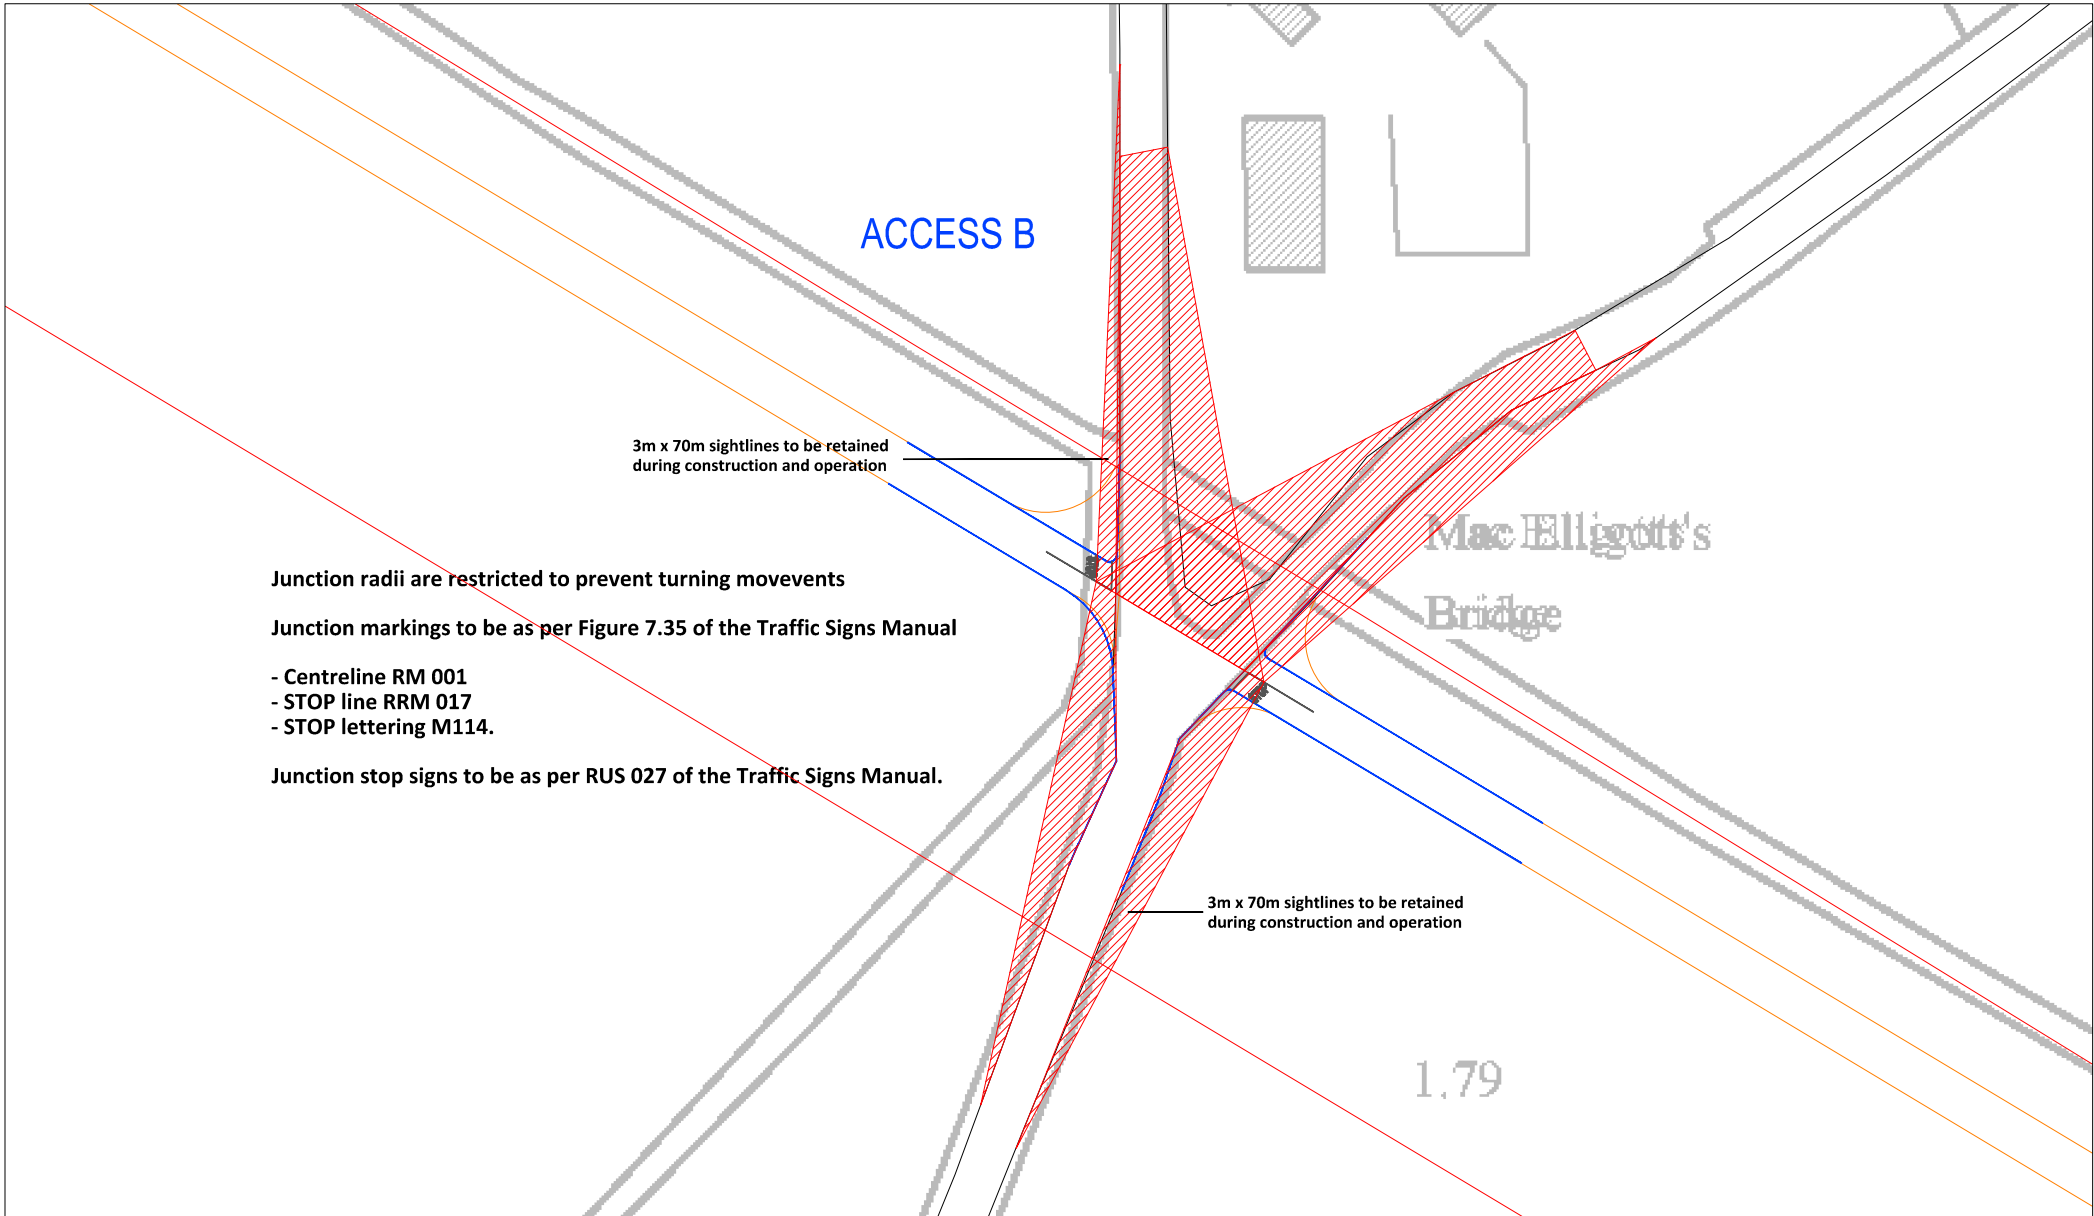 ACCESS B
3m x 70m sightlines to be retained
during construction and operation
Mac Elligott's
Bridge
Junction radii are restricted to prevent turning movevents
Junction markings to be as per Figure 7.35 of the Traffic Signs Manual
- Centreline RM 001
- STOP line RRM 017
- STOP lettering M114.
Junction stop signs to be as per RUS 027 of the Traffic Signs Manual.
3m x 70m sightlines to be retained
during construction and operation
1.79